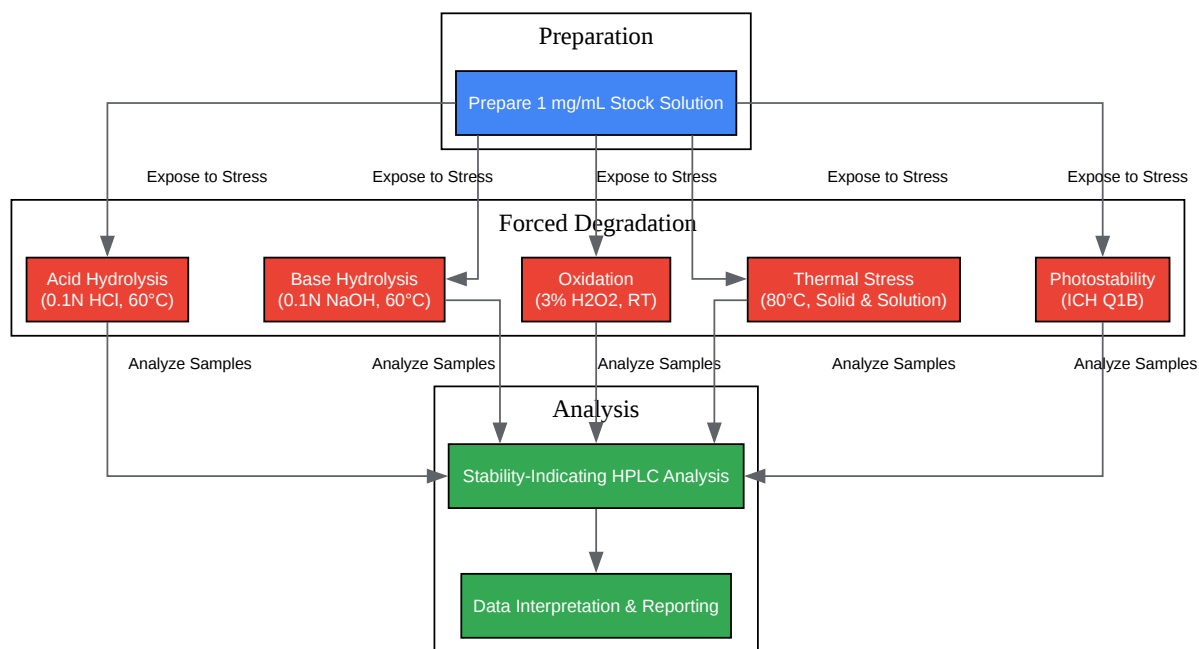 Preparation
Prepare 1 mg/mL Stock Solution
Expose to Stress
Expose to Stress
Expose to Stress
Expose to Stress
Expose to Stress
Forced Degradation
Acid Hydrolysis
(0.1N HCl, 60°C)
Base Hydrolysis
(0.1N NaOH, 60°C)
Oxidation
(3% H2O2, RT)
Thermal Stress
(80°C, Solid & Solution)
Photostability
(ICH Q1B)
Analyze Samples
Analyze Samples
Analyze Samples
Analyze Samples
Analyze Samples
Analysis
Stability-Indicating HPLC Analysis
Data Interpretation & Reporting